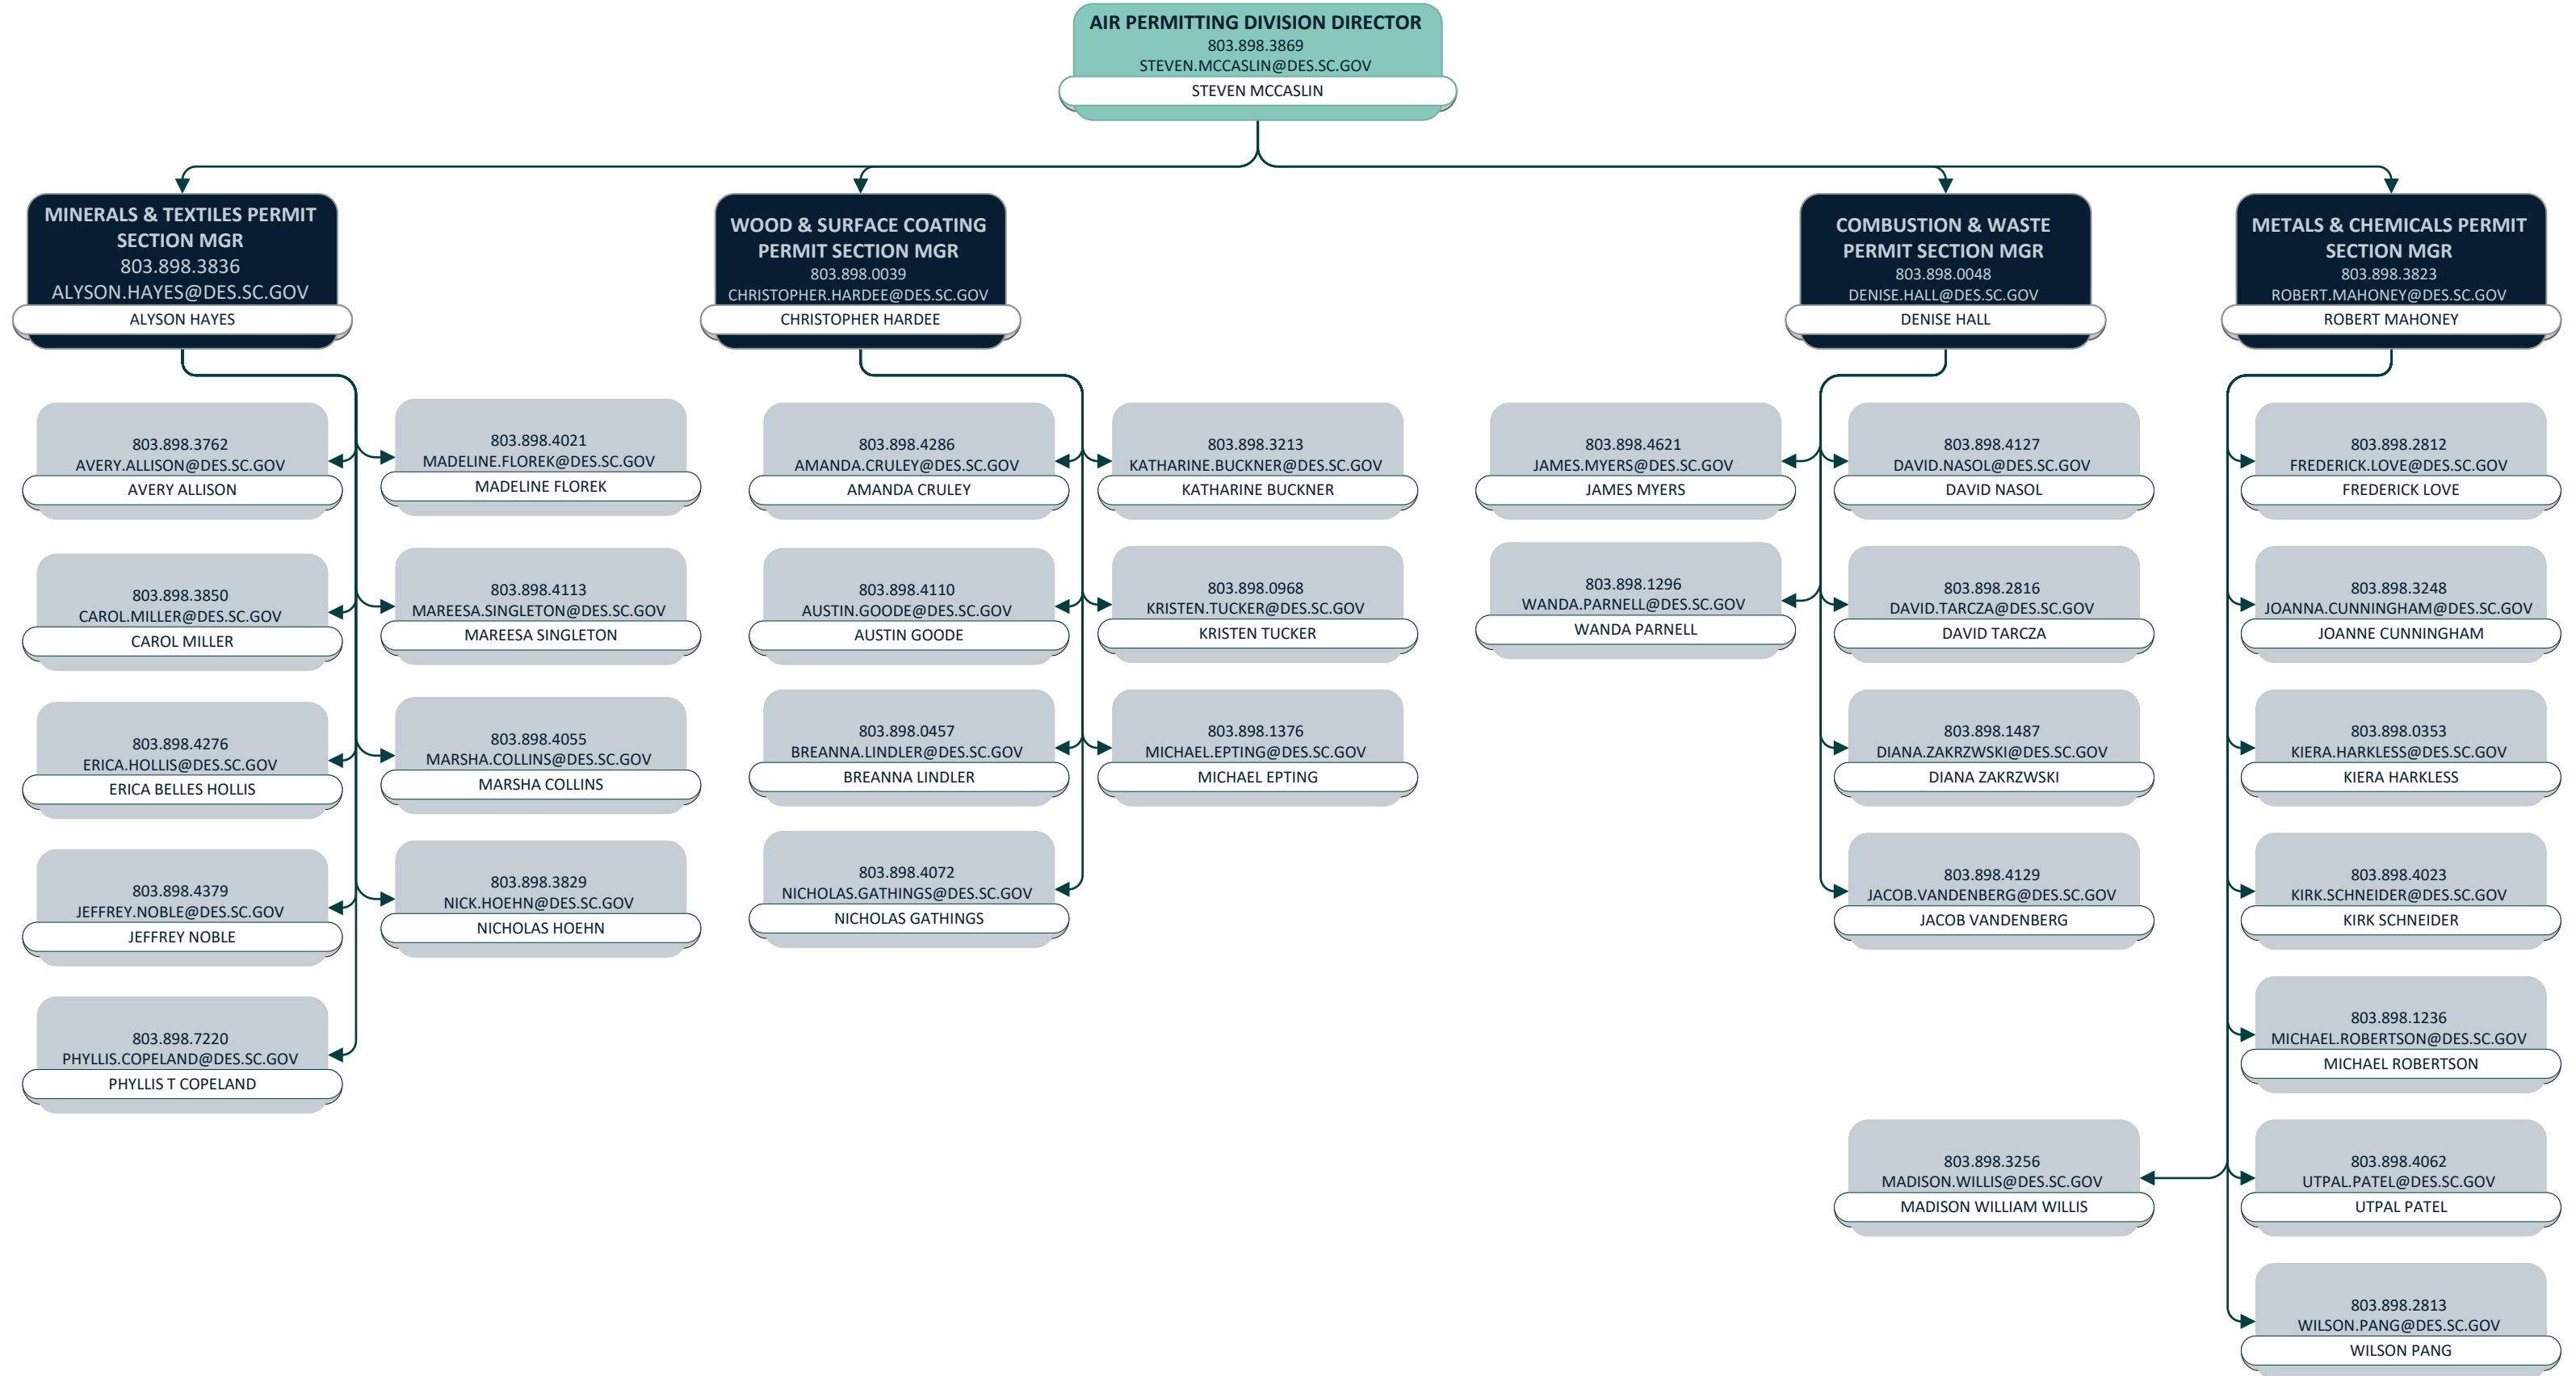 AIR PERMITTING DIVISION DIRECTOR
803.898.3869
STEVEN.MCCASLIN@DES.SC.GOV
STEVEN MCCASLIN
MINERALS & TEXTILES PERMIT
SECTION MGR
803.898.3836
ALYSON.HAYES@DES.SC.GOV
ALYSON HAYES
WOOD & SURFACE COATING
PERMIT SECTION MGR
803.898.0039
CHRISTOPHER.HARDEE@DES.SC.GOV
CHRISTOPHER HARDEE
COMBUSTION & WASTE
PERMIT SECTION MGR
803.898.0048
DENISE.HALL@DES.SC.GOV
DENISE HALL
METALS & CHEMICALS PERMIT
SECTION MGR
803.898.3823
ROBERT.MAHONEY@DES.SC.GOV
ROBERT MAHONEY
803.898.3762
AVERY.ALLISON@DES.SC.GOV
AVERY ALLISON
803.898.4021
MADELINE.FLOREK@DES.SC.GOV
MADELINE FLOREK
803.898.3850
CAROL.MILLER@DES.SC.GOV
CAROL MILLER
803.898.4113
MAREESA.SINGLETON@DES.SC.GOV
MAREESA SINGLETON
803.898.4276
ERICA.HOLLIS@DES.SC.GOV
ERICA BELLES HOLLIS
803.898.4055
MARSHA.COLLINS@DES.SC.GOV
MARSHA COLLINS
803.898.4379
JEFFREY.NOBLE@DES.SC.GOV
JEFFREY NOBLE
803.898.3829
NICK.HOEHN@DES.SC.GOV
NICHOLAS HOEHN
803.898.7220
PHYLLIS.COPELAND@DES.SC.GOV
PHYLLIS T COPELAND
803.898.4286
AMANDA.CRULEY@DES.SC.GOV
AMANDA CRULEY
803.898.3213
KATHARINE.BUCKNER@DES.SC.GOV
KATHARINE BUCKNER
803.898.4110
AUSTIN.GOODE@DES.SC.GOV
AUSTIN GOODE
803.898.0968
KRISTEN.TUCKER@DES.SC.GOV
KRISTEN TUCKER
803.898.0457
BREANNA.LINDLER@DES.SC.GOV
BREANNA LINDLER
803.898.1376
MICHAEL.EPTING@DES.SC.GOV
MICHAEL EPTING
803.898.4072
NICHOLAS.GATHINGS@DES.SC.GOV
NICHOLAS GATHINGS
803.898.4621
JAMES.MYERS@DES.SC.GOV
JAMES MYERS
803.898.4127
DAVID.NASOL@DES.SC.GOV
DAVID NASOL
803.898.1296
WANDA.PARNELL@DES.SC.GOV
WANDA PARNELL
803.898.2816
DAVID.TARCZA@DES.SC.GOV
DAVID TARCZA
803.898.1487
DIANA.ZAKRZWSKI@DES.SC.GOV
DIANA ZAKRZWSKI
803.898.4129
JACOB.VANDENBERG@DES.SC.GOV
JACOB VANDENBERG
803.898.2812
FREDERICK.LOVE@DES.SC.GOV
FREDERICK LOVE
803.898.3248
JOANNA.CUNNINGHAM@DES.SC.GOV
JOANNE CUNNINGHAM
803.898.0353
KIERA.HARKLESS@DES.SC.GOV
KIERA HARKLESS
803.898.4023
KIRK.SCHNEIDER@DES.SC.GOV
KIRK SCHNEIDER
803.898.1236
MICHAEL.ROBERTSON@DES.SC.GOV
MICHAEL ROBERTSON
803.898.3256
MADISON.WILLIS@DES.SC.GOV
MADISON WILLIAM WILLIS
803.898.4062
UTPAL.PATEL@DES.SC.GOV
UTPAL PATEL
803.898.2813
WILSON.PANG@DES.SC.GOV
WILSON PANG